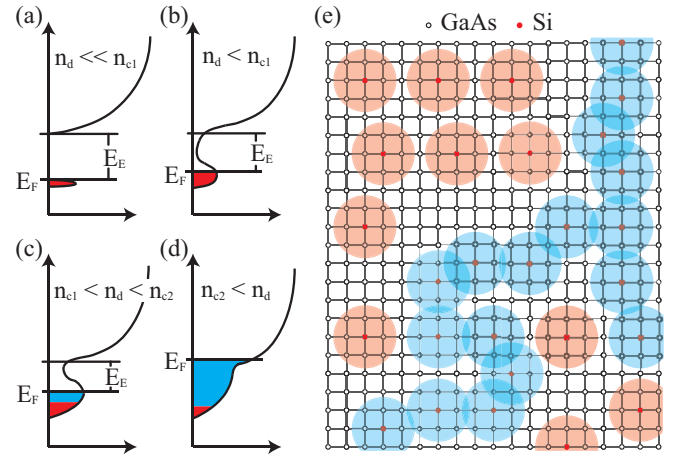 (a)
n_d << n_c1
E_E
E_F
(b)
n_d < n_c1
E_E
E_F
(c)
n_c1 < n_d < n_c2
E_E
E_F
(d)
n_c2 < n_d
E_F
(e)
GaAs Si